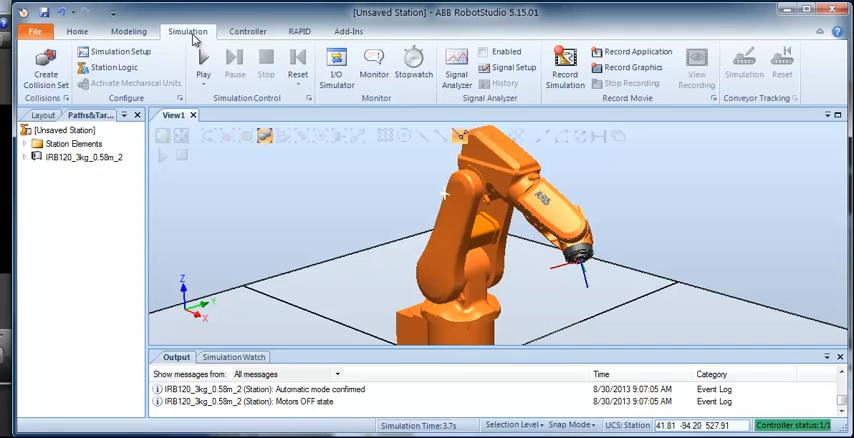 [Unsaved Station] - ABB RobotStudio 5.15.01
File Home Modeling Simulation Controller RAPID Add-Ins
Create Collision Set
Simulation Setup
Station Logic
Activate Mechanical Units
Play Pause Stop Reset
I/O Simulator Monitor Stopwatch
Signal Analyzer
Enabled
Signal Setup
History
Record Simulation
Record Application
Record Graphics
Stop Recording
View Recording
Simulation Reset
Collisions Configure Simulation Control Monitor Signal Analyzer Record Movie Conveyor Tracking
Layout Paths&Tar... View1
[Unsaved Station]
Station Elements
IRB120_3kg_0.58m_2
ABB
Z
Y
X
Output Simulation Watch
Show messages from: All messages Time Category
IRB120_3kg_0.58m_2 (Station): Automatic mode confirmed 8/30/2013 9:07:05 AM Event Log
IRB120_3kg_0.58m_2 (Station): Motors OFF state 8/30/2013 9:07:05 AM Event Log
Simulation Time: 3.7s Selection Level Snap Mode UCS: Station 41.81 -94.20 527.91 Controller status: 1/1